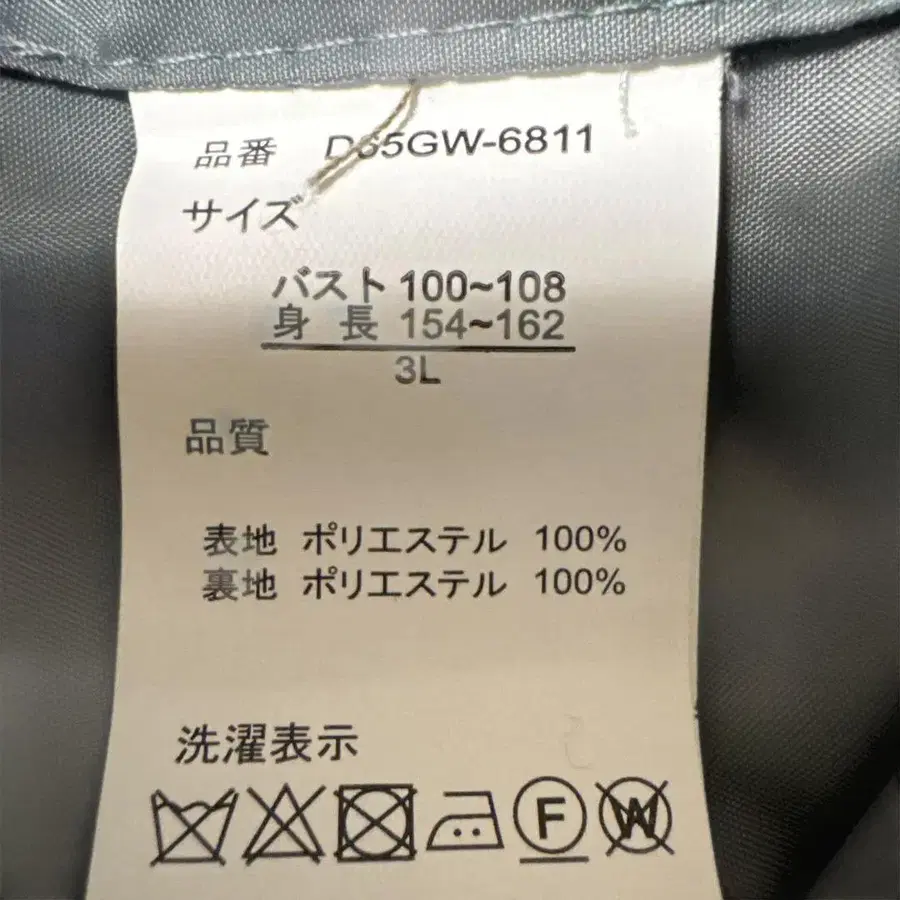 品番 DS5GW-6811
サイズ
バスト 100~108
身 長 154~162
3L
品質
表地 ポリエステル 100%
裏地 ポリエステル 100%
洗濯表示
F W